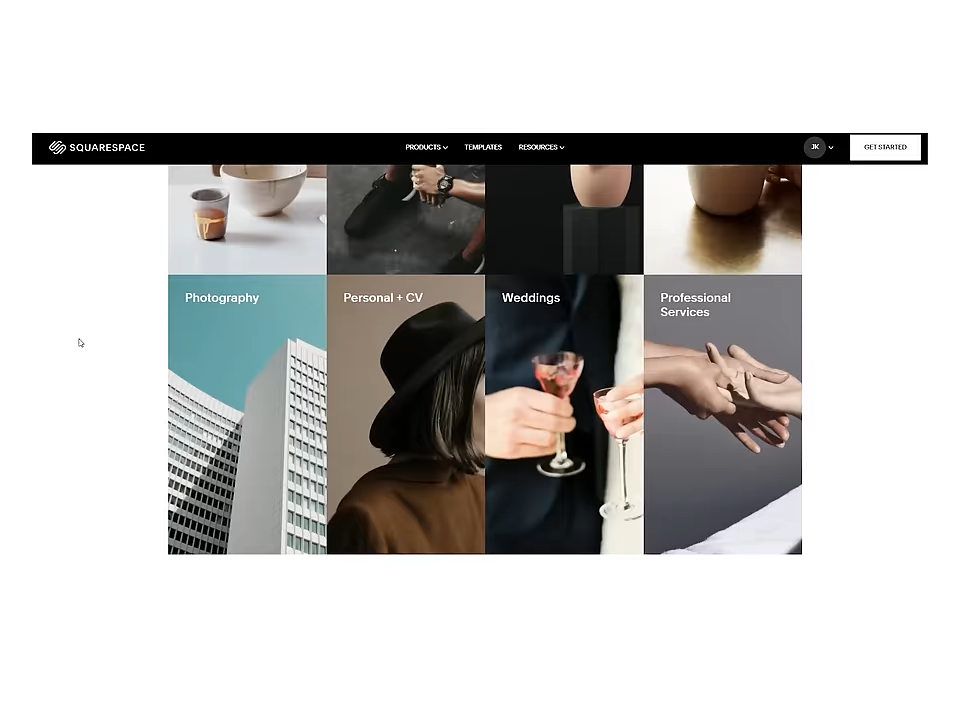 SQUARESPACE
PRODUCTS
TEMPLATES
RESOURCES
JK
GET STARTED
Photography
Personal + CV
Weddings
Professional
Services